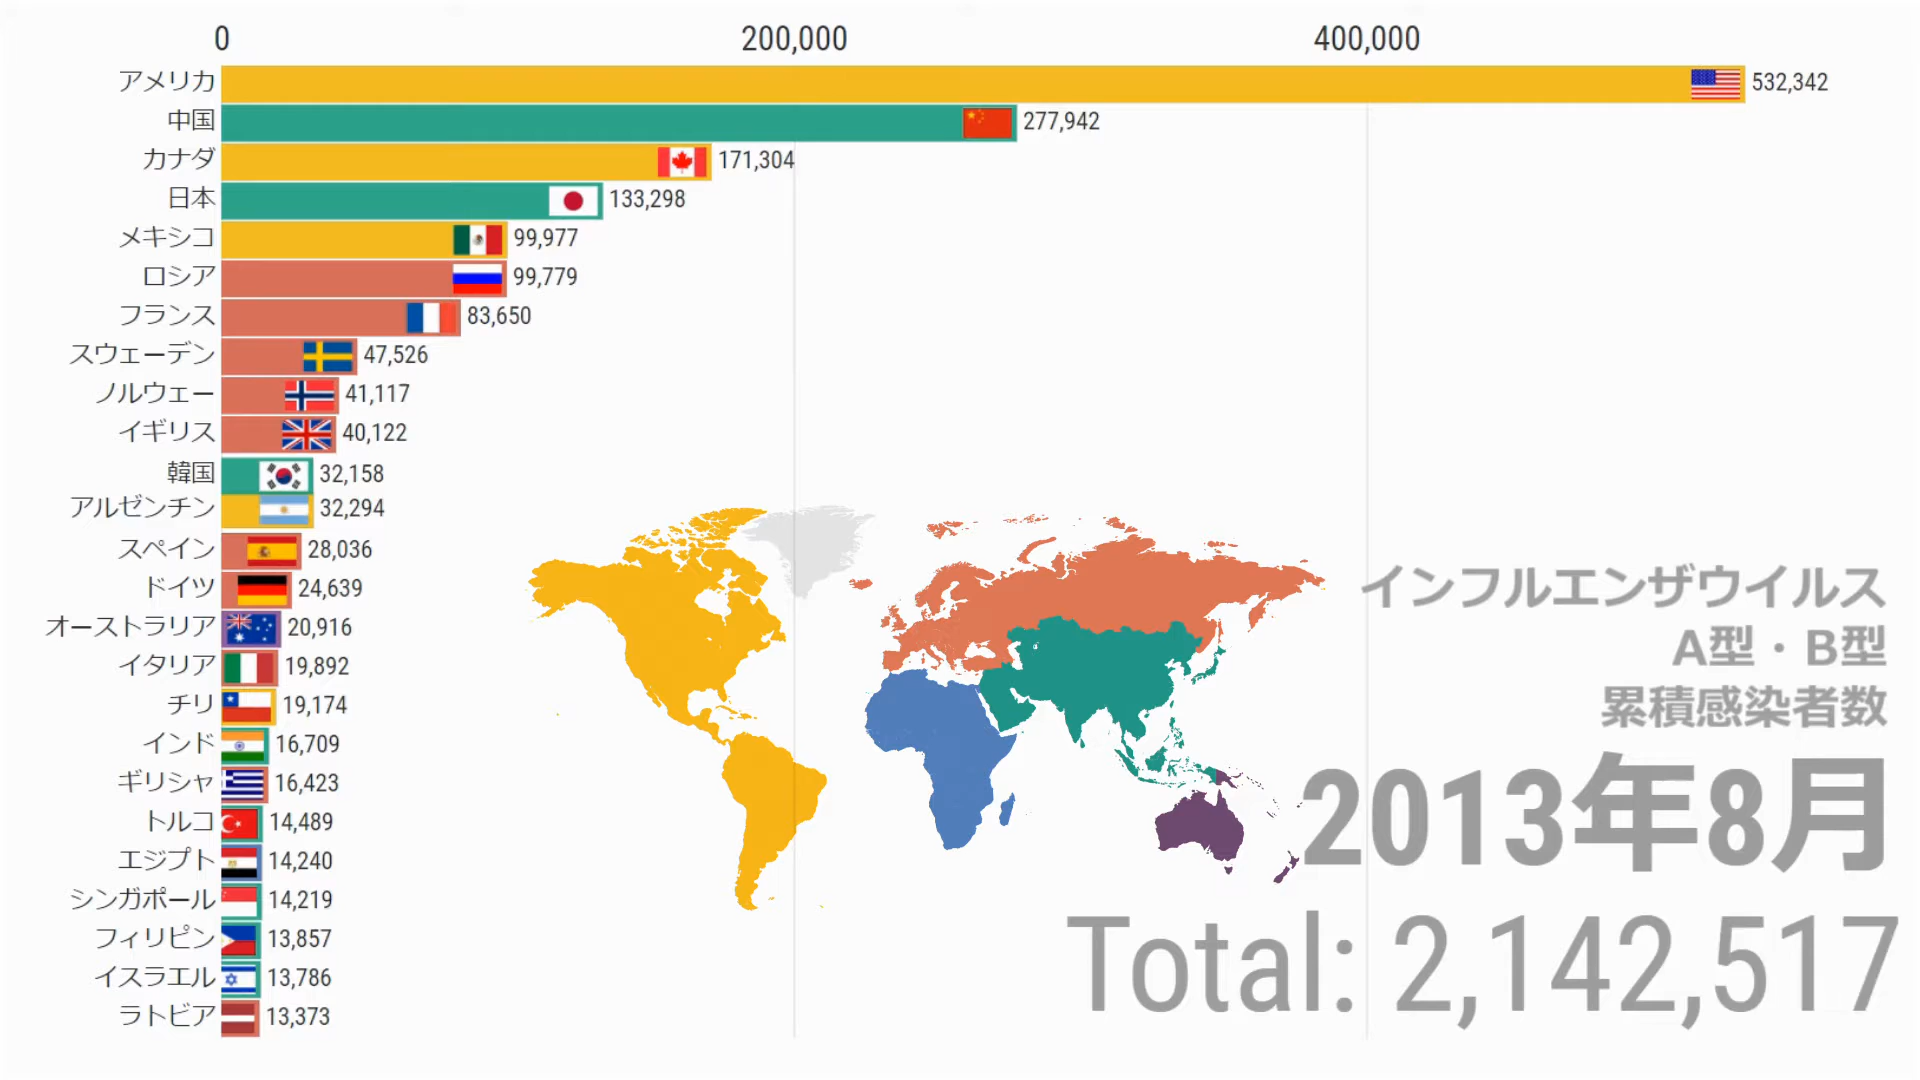 0 200,000 400,000
アメリカ 532,342
中国 277,942
カナダ 171,304
日本 133,298
メキシコ 99,977
ロシア 99,779
フランス 83,650
スウェーデン 47,526
ノルウェー 41,117
イギリス 40,122
韓国 32,158
アルゼンチン 32,294
スペイン 28,036
ドイツ 24,639
オーストラリア 20,916
イタリア 19,892
チリ 19,174
インド 16,709
ギリシャ 16,423
トルコ 14,489
エジプト 14,240
シンガポール 14,219
フィリピン 13,857
イスラエル 13,786
ラトビア 13,373
インフルエンザウイルス
A型・B型
累積感染者数
2013年8月
Total: 2,142,517